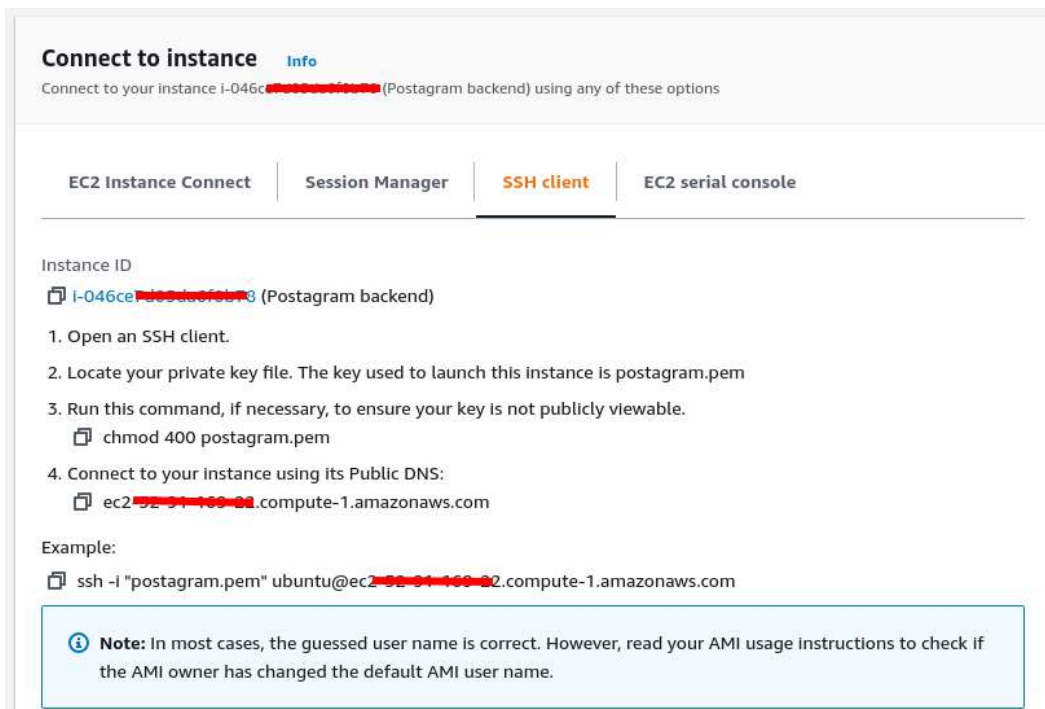 Connect to instance Info
Connect to your instance i-046c (Postagram backend) using any of these options
EC2 Instance Connect Session Manager SSH client EC2 serial console
Instance ID
i-046ce 8 (Postagram backend)
1. Open an SSH client.
2. Locate your private key file. The key used to launch this instance is postagram.pem
3. Run this command, if necessary, to ensure your key is not publicly viewable.
chmod 400 postagram.pem
4. Connect to your instance using its Public DNS:
ec2 .compute-1.amazonaws.com
Example:
ssh -i "postagram.pem" ubuntu@ec2 2.compute-1.amazonaws.com
Note: In most cases, the guessed user name is correct. However, read your AMI usage instructions to check if
the AMI owner has changed the default AMI user name.